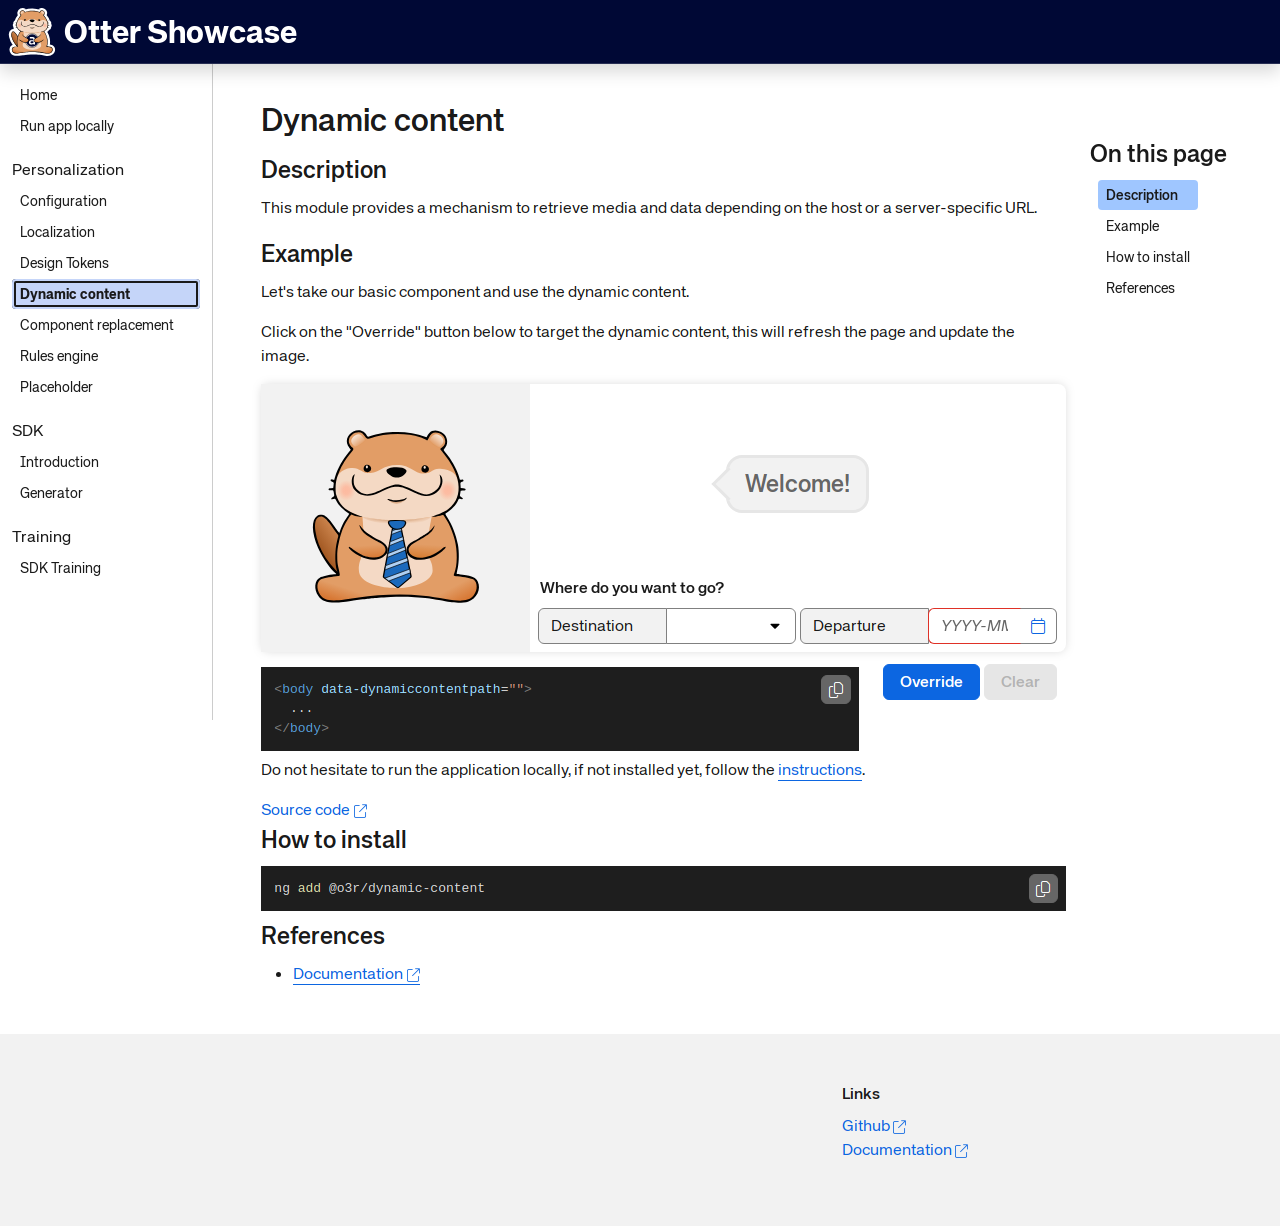 Otter Showcase
Home
Run app locally
Personalization
Configuration
Localization
Design Tokens
Dynamic content
Component replacement
Rules engine
Placeholder
SDK
Introduction
Generator
Training
SDK Training
Dynamic content
Description
This module provides a mechanism to retrieve media and data depending on the host or a server-specific URL.
Example
Let's take our basic component and use the dynamic content.
Click on the "Override" button below to target the dynamic content, this will refresh the page and update the
image.
Welcome!
Where do you want to go?
Destination
Departure
YYYY-MM
Override
Clear
<body data-dynamiccontentpath="">
...
</body>
Do not hesitate to run the application locally, if not installed yet, follow the instructions.
Source code
How to install
ng add @o3r/dynamic-content
References
Documentation
On this page
Description
Example
How to install
References
Links
Github
Documentation